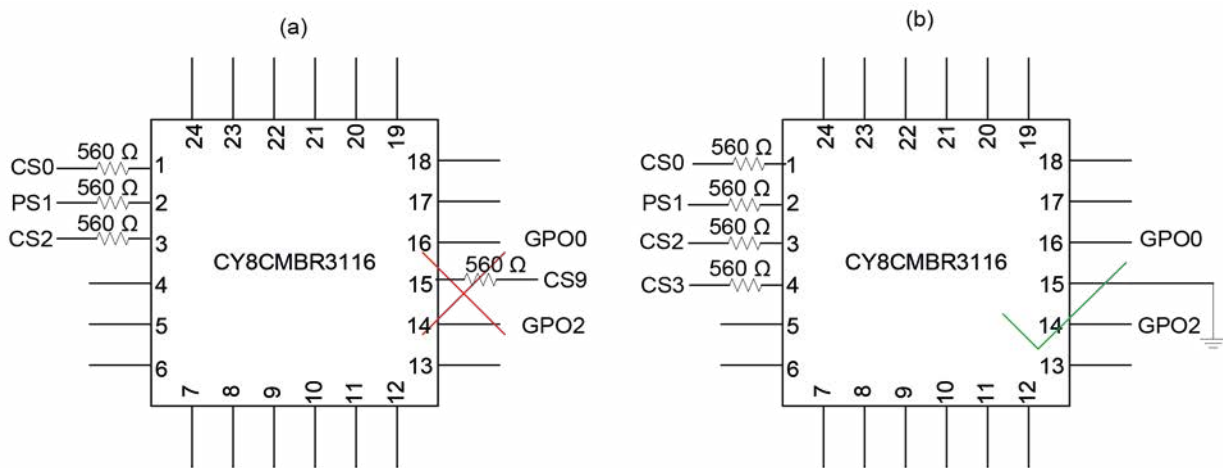 (a)
24 23 22 21 20 19
CS0 560 Ω 1
PS1 560 Ω 2
CS2 560 Ω 3
4
5
6
CY8CMBR3116
18
17
16 GPO0
15 560 Ω CS9
14 GPO2
13
7 8 9 10 11 12
(b)
24 23 22 21 20 19
CS0 560 Ω 1
PS1 560 Ω 2
CS2 560 Ω 3
CS3 560 Ω 4
5
6
CY8CMBR3116
18
17
16 GPO0
15
14 GPO2
13
7 8 9 10 11 12